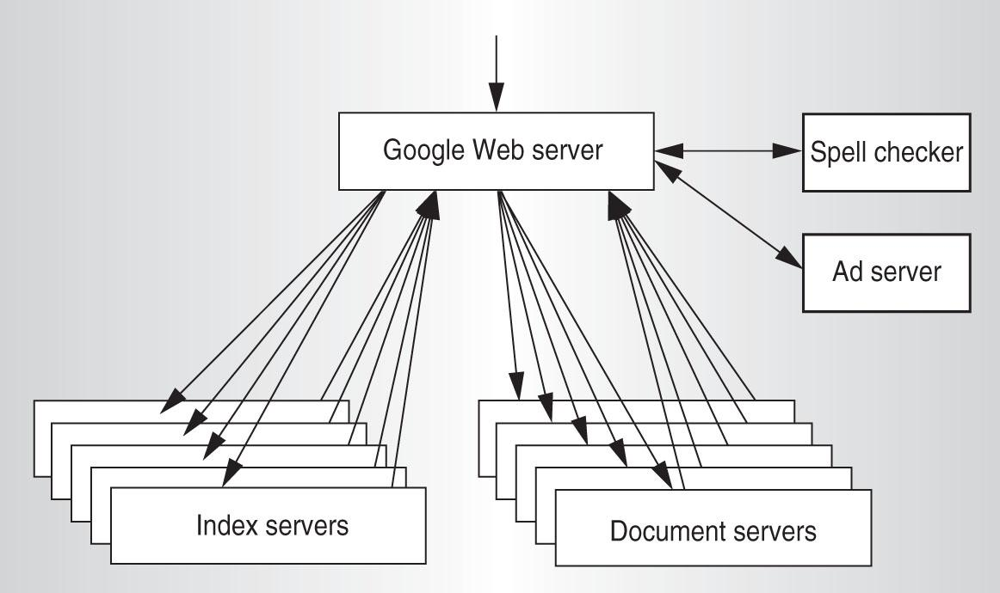 Google Web server
Spell checker
Ad server
Index servers
Document servers